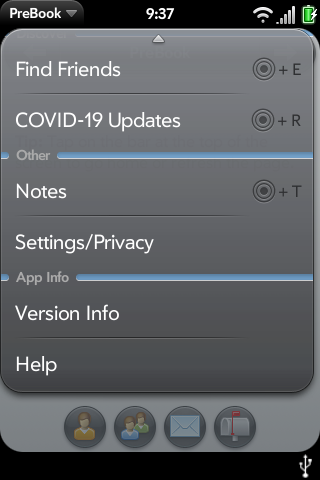 PreBook
9:37
Find Friends + E
COVID-19 Updates + R
Other
Notes + T
Settings/Privacy
App Info
Version Info
Help